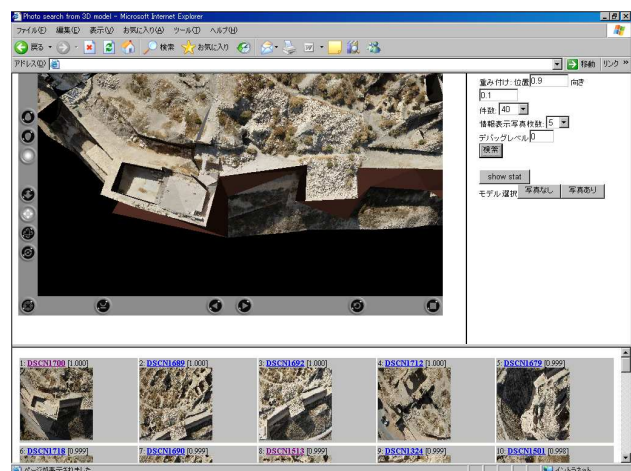 Photo search from 3D model - Microsoft Internet Explorer
ファイル(F) 編集(E) 表示(V) お気に入り(A) ツール(T) ヘルプ(H)
戻る 検索 お気に入り
アドレス(D) 移動 リンク »
重み付け: 位置 0.9 向き
0.1
件数: 40
情報表示写真枚数: 5
デバッグレベル 0
検索
show stat
モデル選択 写真なし 写真あり
1: DSCN1700 [1.000] 2: DSCN1689 [1.000] 3: DSCN1692 [1.000] 4: DSCN1712 [1.000] 5: DSCN1679 [0.999]
6: DSCN1718 [0.999] 7: DSCN1690 [0.999] 8: DSCN1513 [0.999] 9: DSCN1324 [0.999] 10: DSCN1501 [0.998]
ページが表示されました イントラネット